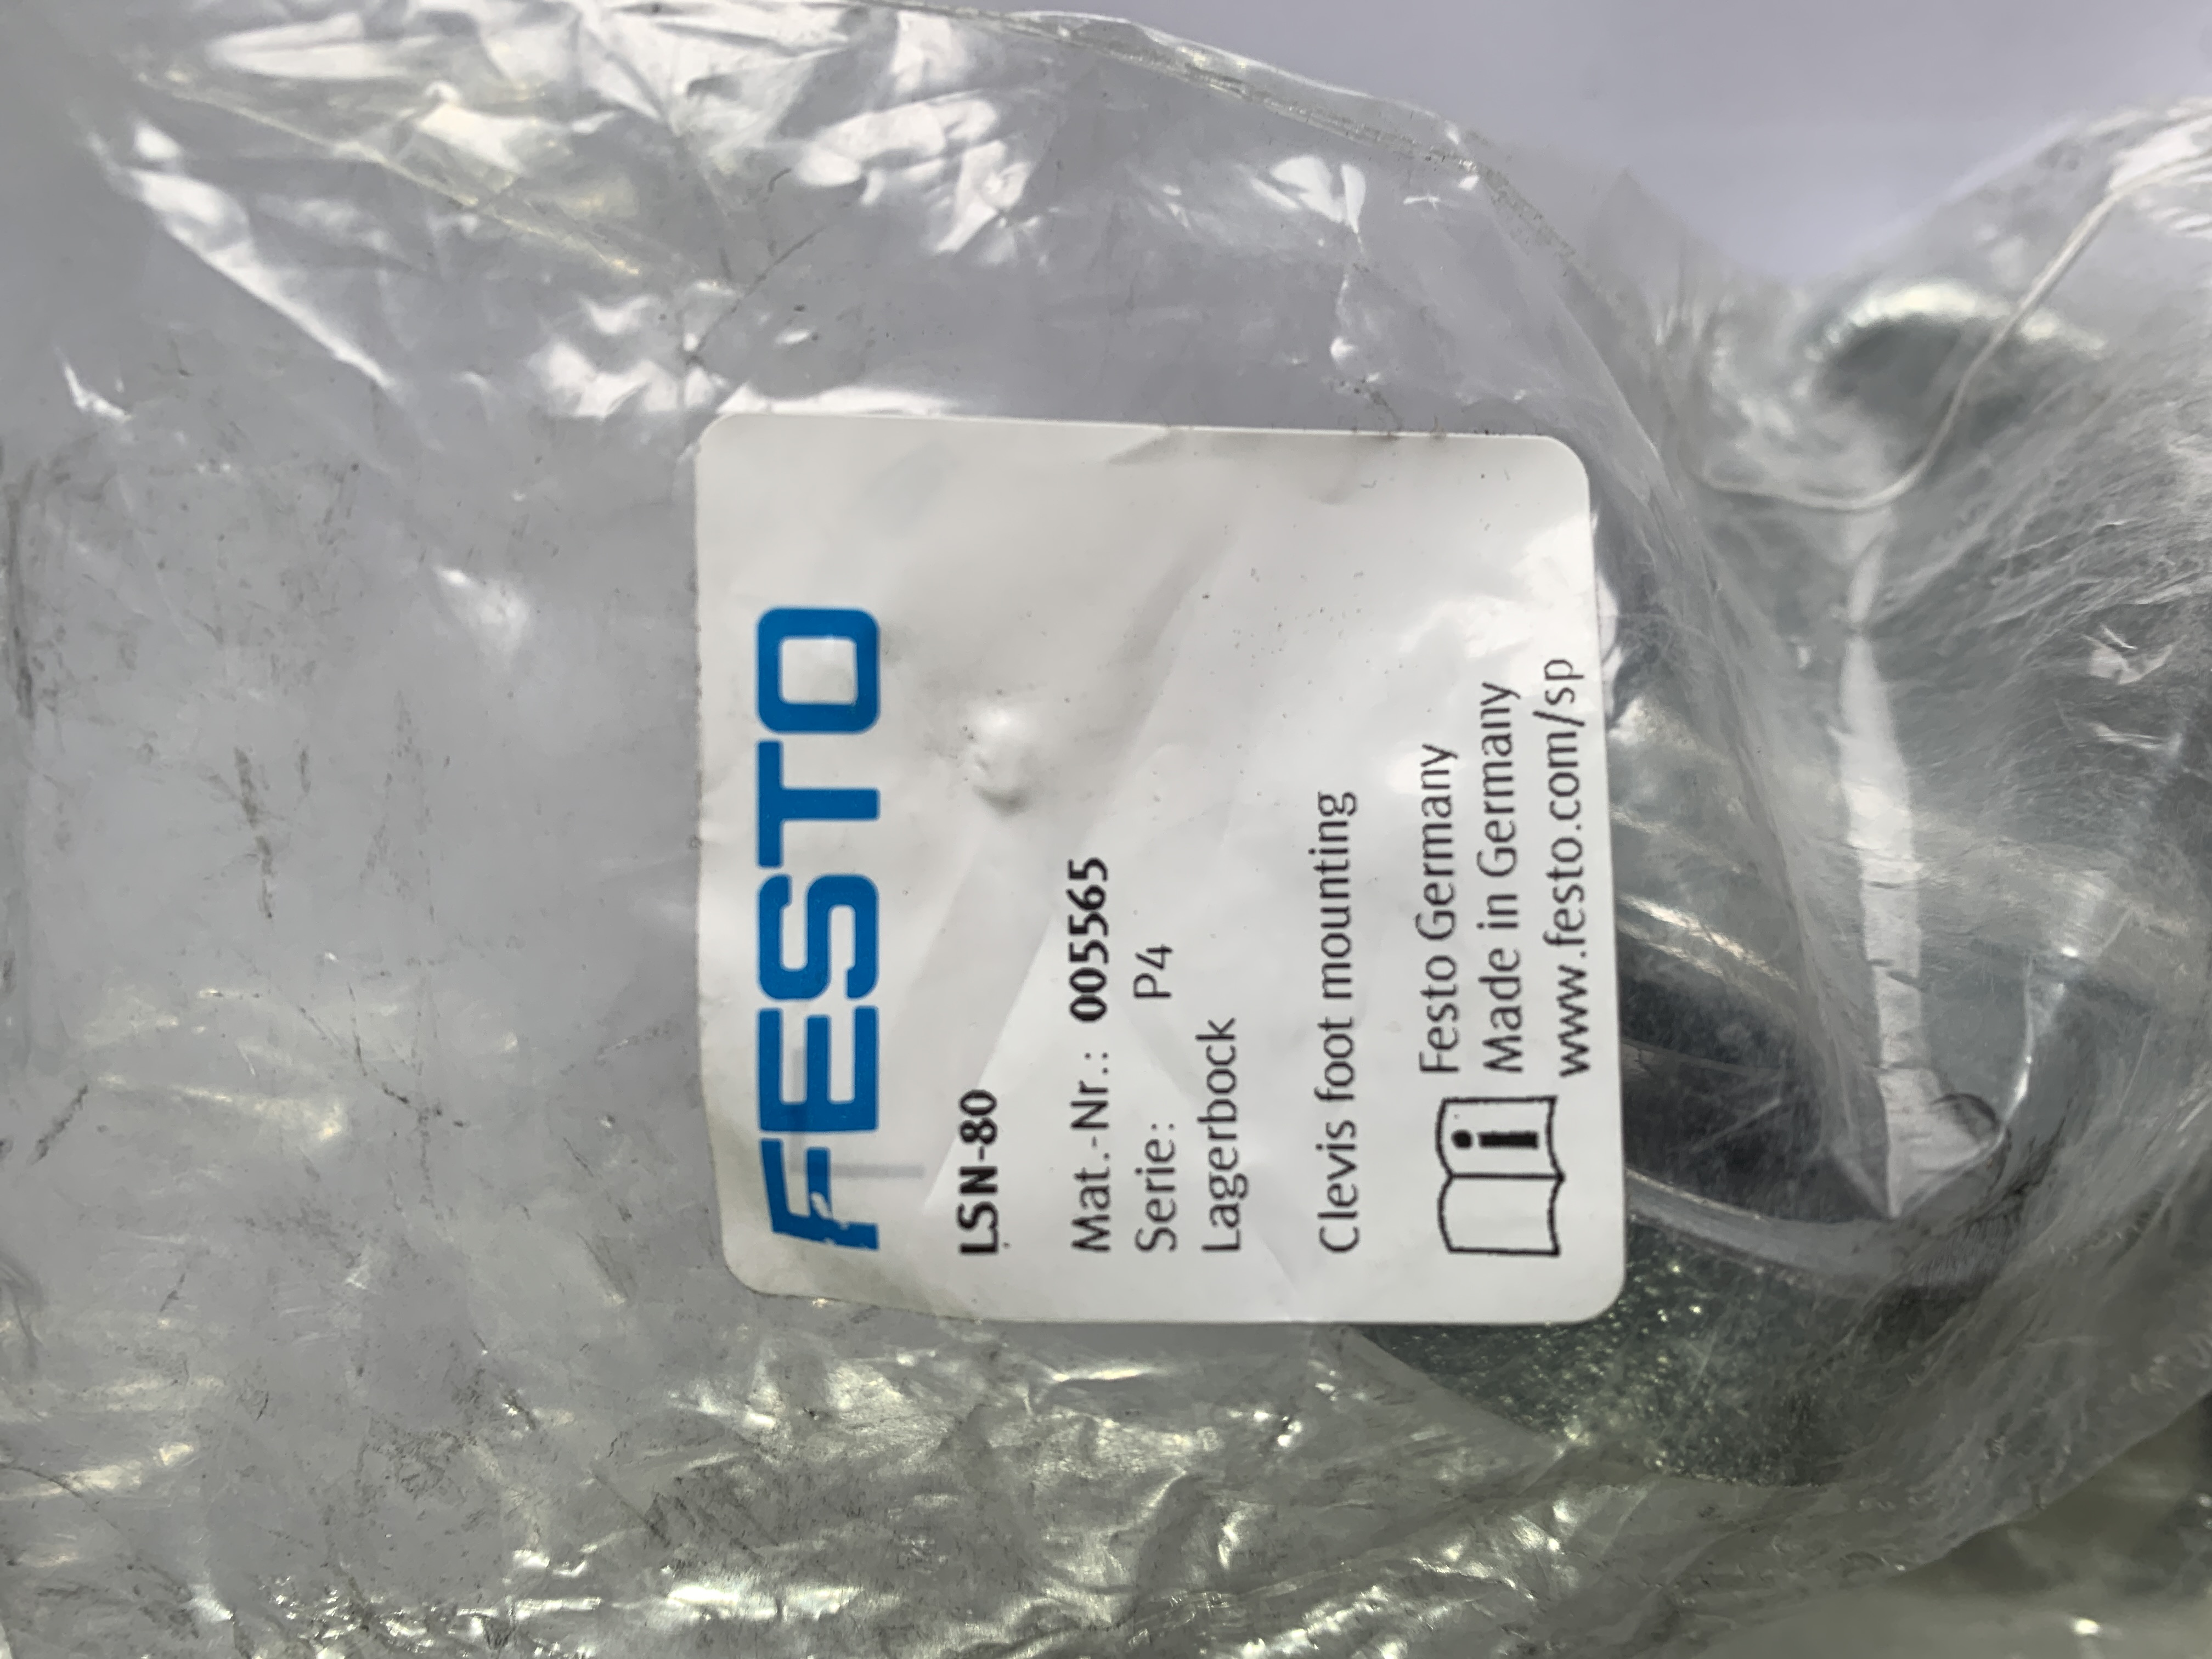 FESTO
LSN-80
Mat.-Nr.: 005565
Serie: P4
Lagerbock
Clevis foot mounting
i
Festo Germany
Made in Germany
www.festo.com/sp